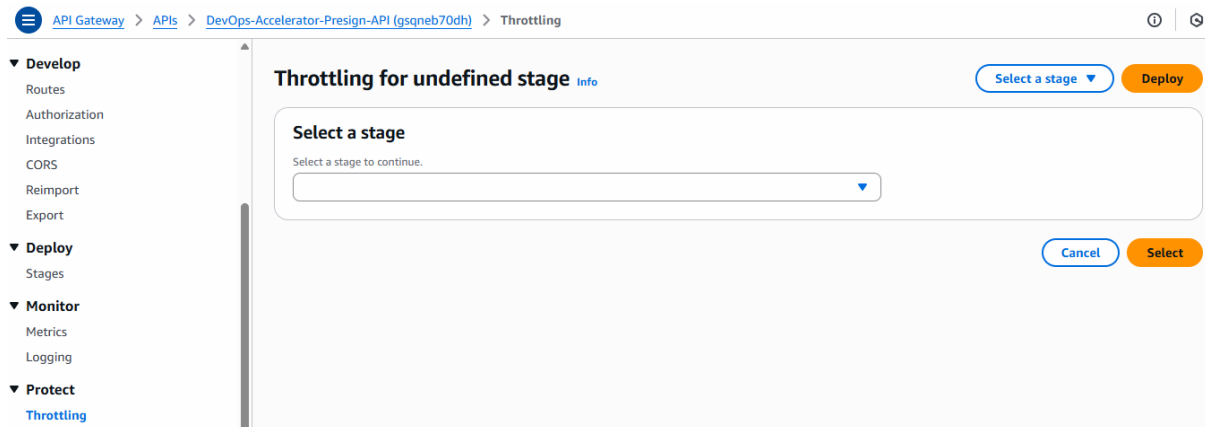 API Gateway > APIs > DevOps-Accelerator-Presign-API (gsqneb70dh) > Throttling
Develop
Routes
Authorization
Integrations
CORS
Reimport
Export
Deploy
Stages
Monitor
Metrics
Logging
Protect
Throttling
Throttling for undefined stage Info
Select a stage
Deploy
Select a stage
Select a stage to continue.
Cancel
Select